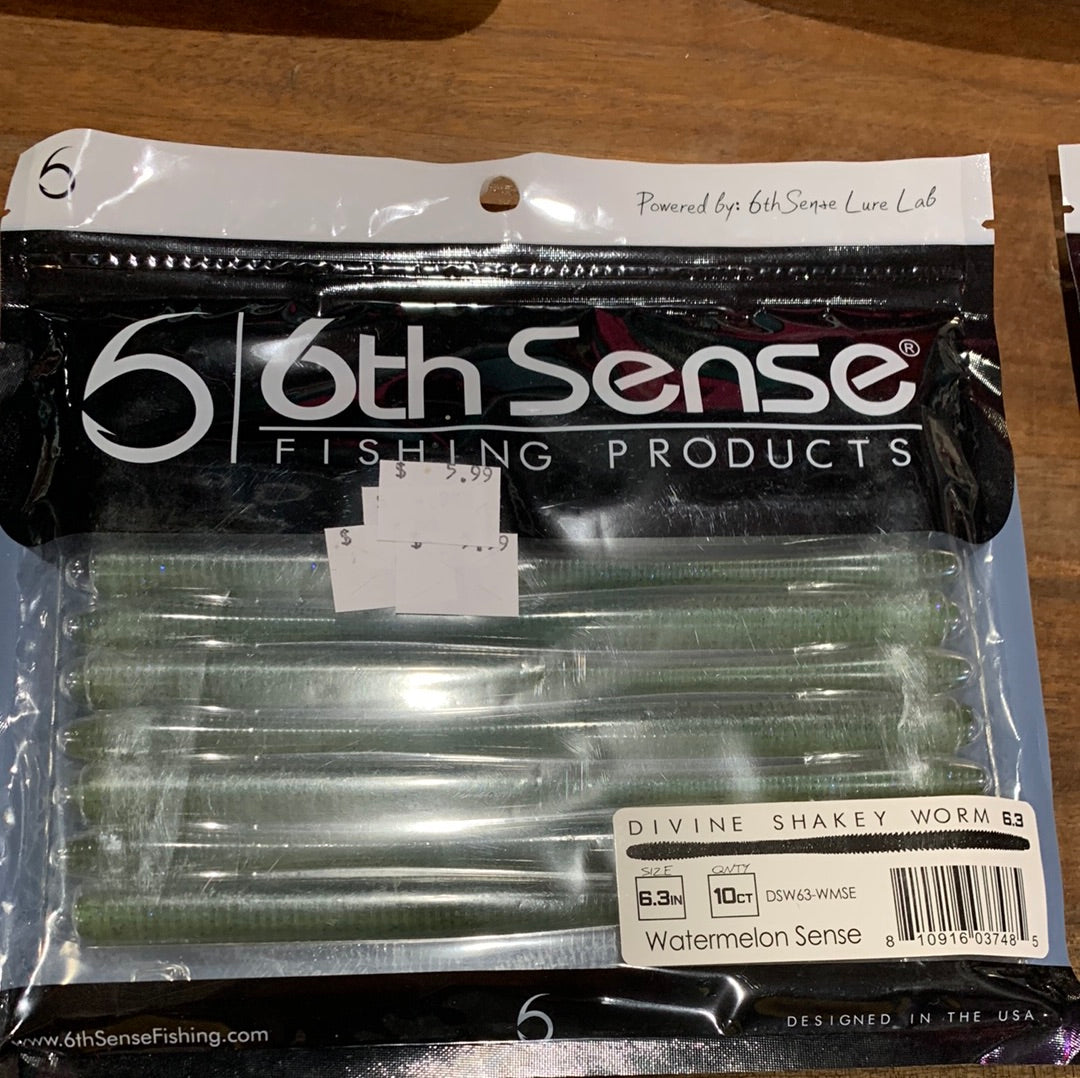 6
Powered by: 6th Sense Lure Lab
6 6th Sense®
FISHING PRODUCTS
$ 5.99
$
$ 9
DIVINE SHAKEY WORM 6.3
SIZE QNTY
6.3IN 10CT DSW63-WMSE
Watermelon Sense
8 10916 03748 5
www.6thSenseFishing.com
6
DESIGNED IN THE USA